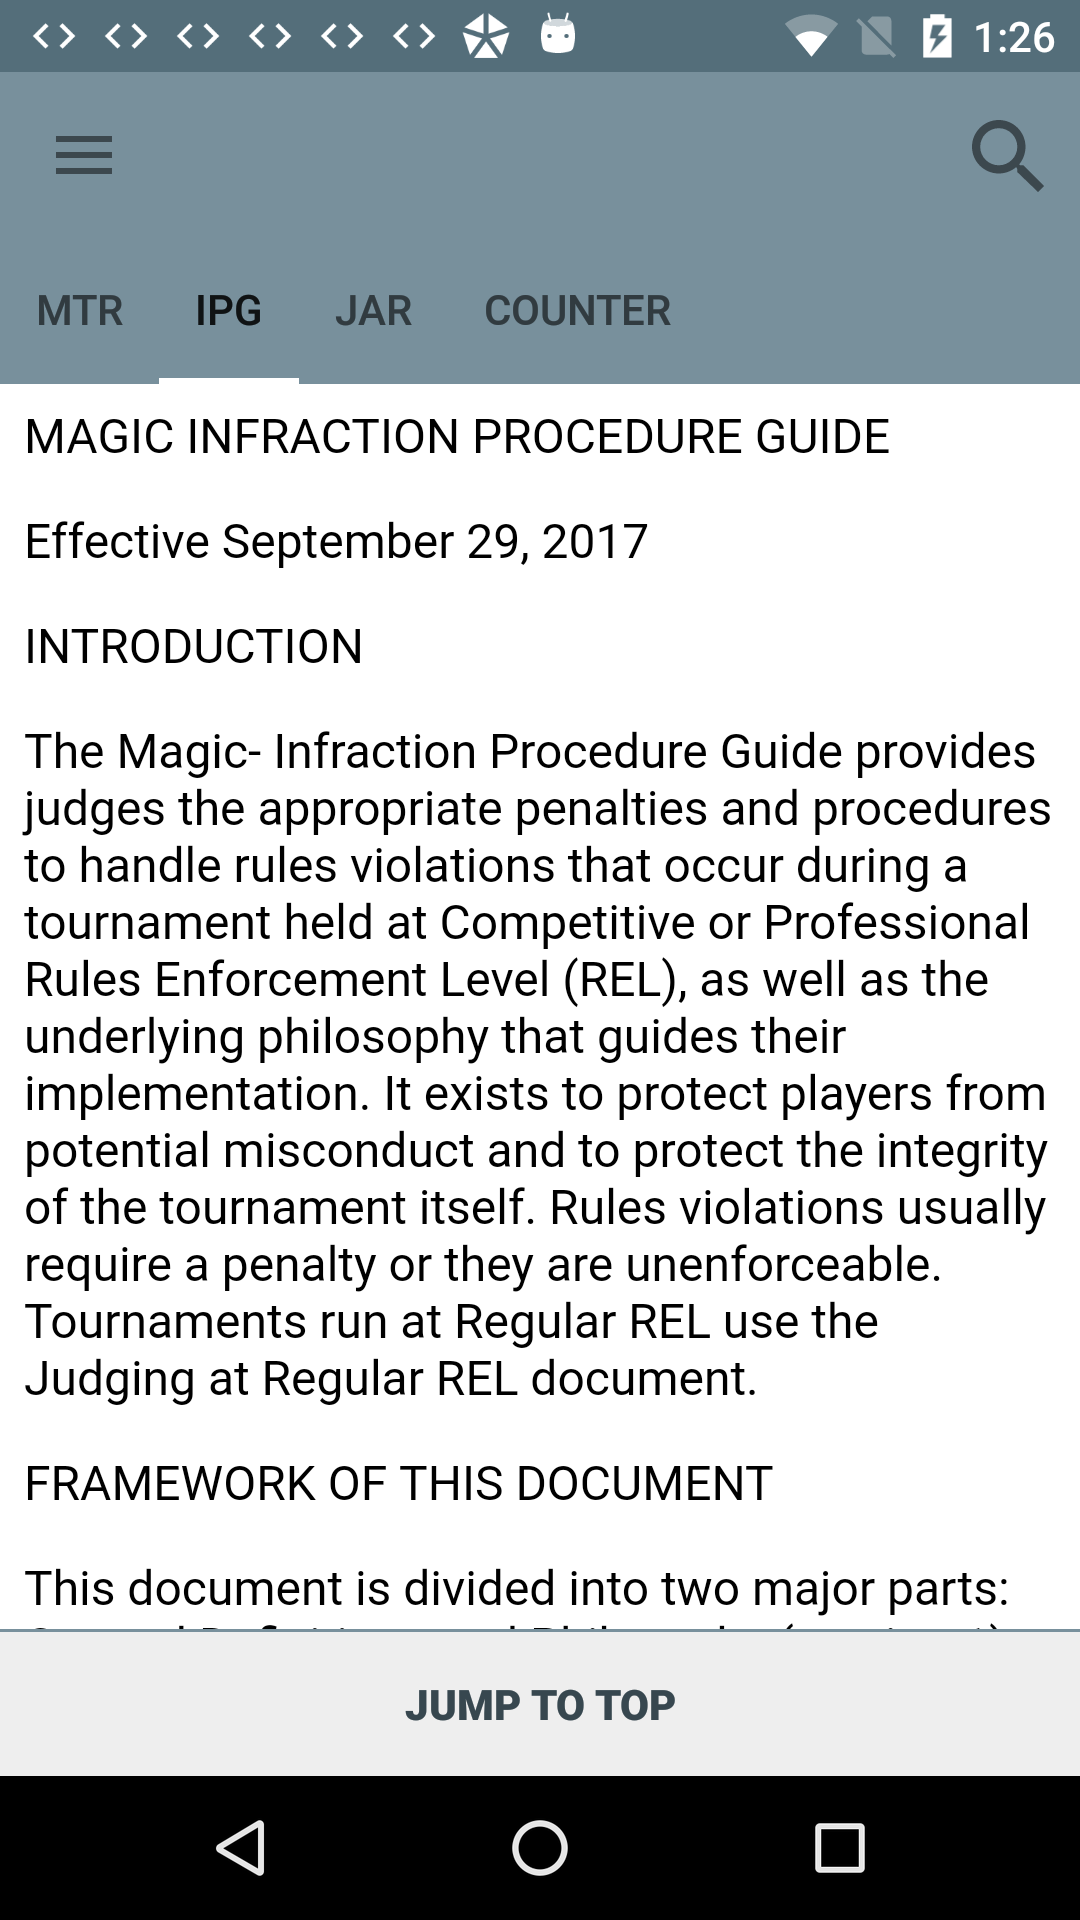 1:26
MTR IPG JAR COUNTER
MAGIC INFRACTION PROCEDURE GUIDE
Effective September 29, 2017
INTRODUCTION
The Magic- Infraction Procedure Guide provides
judges the appropriate penalties and procedures
to handle rules violations that occur during a
tournament held at Competitive or Professional
Rules Enforcement Level (REL), as well as the
underlying philosophy that guides their
implementation. It exists to protect players from
potential misconduct and to protect the integrity
of the tournament itself. Rules violations usually
require a penalty or they are unenforceable.
Tournaments run at Regular REL use the
Judging at Regular REL document.
FRAMEWORK OF THIS DOCUMENT
This document is divided into two major parts:
JUMP TO TOP